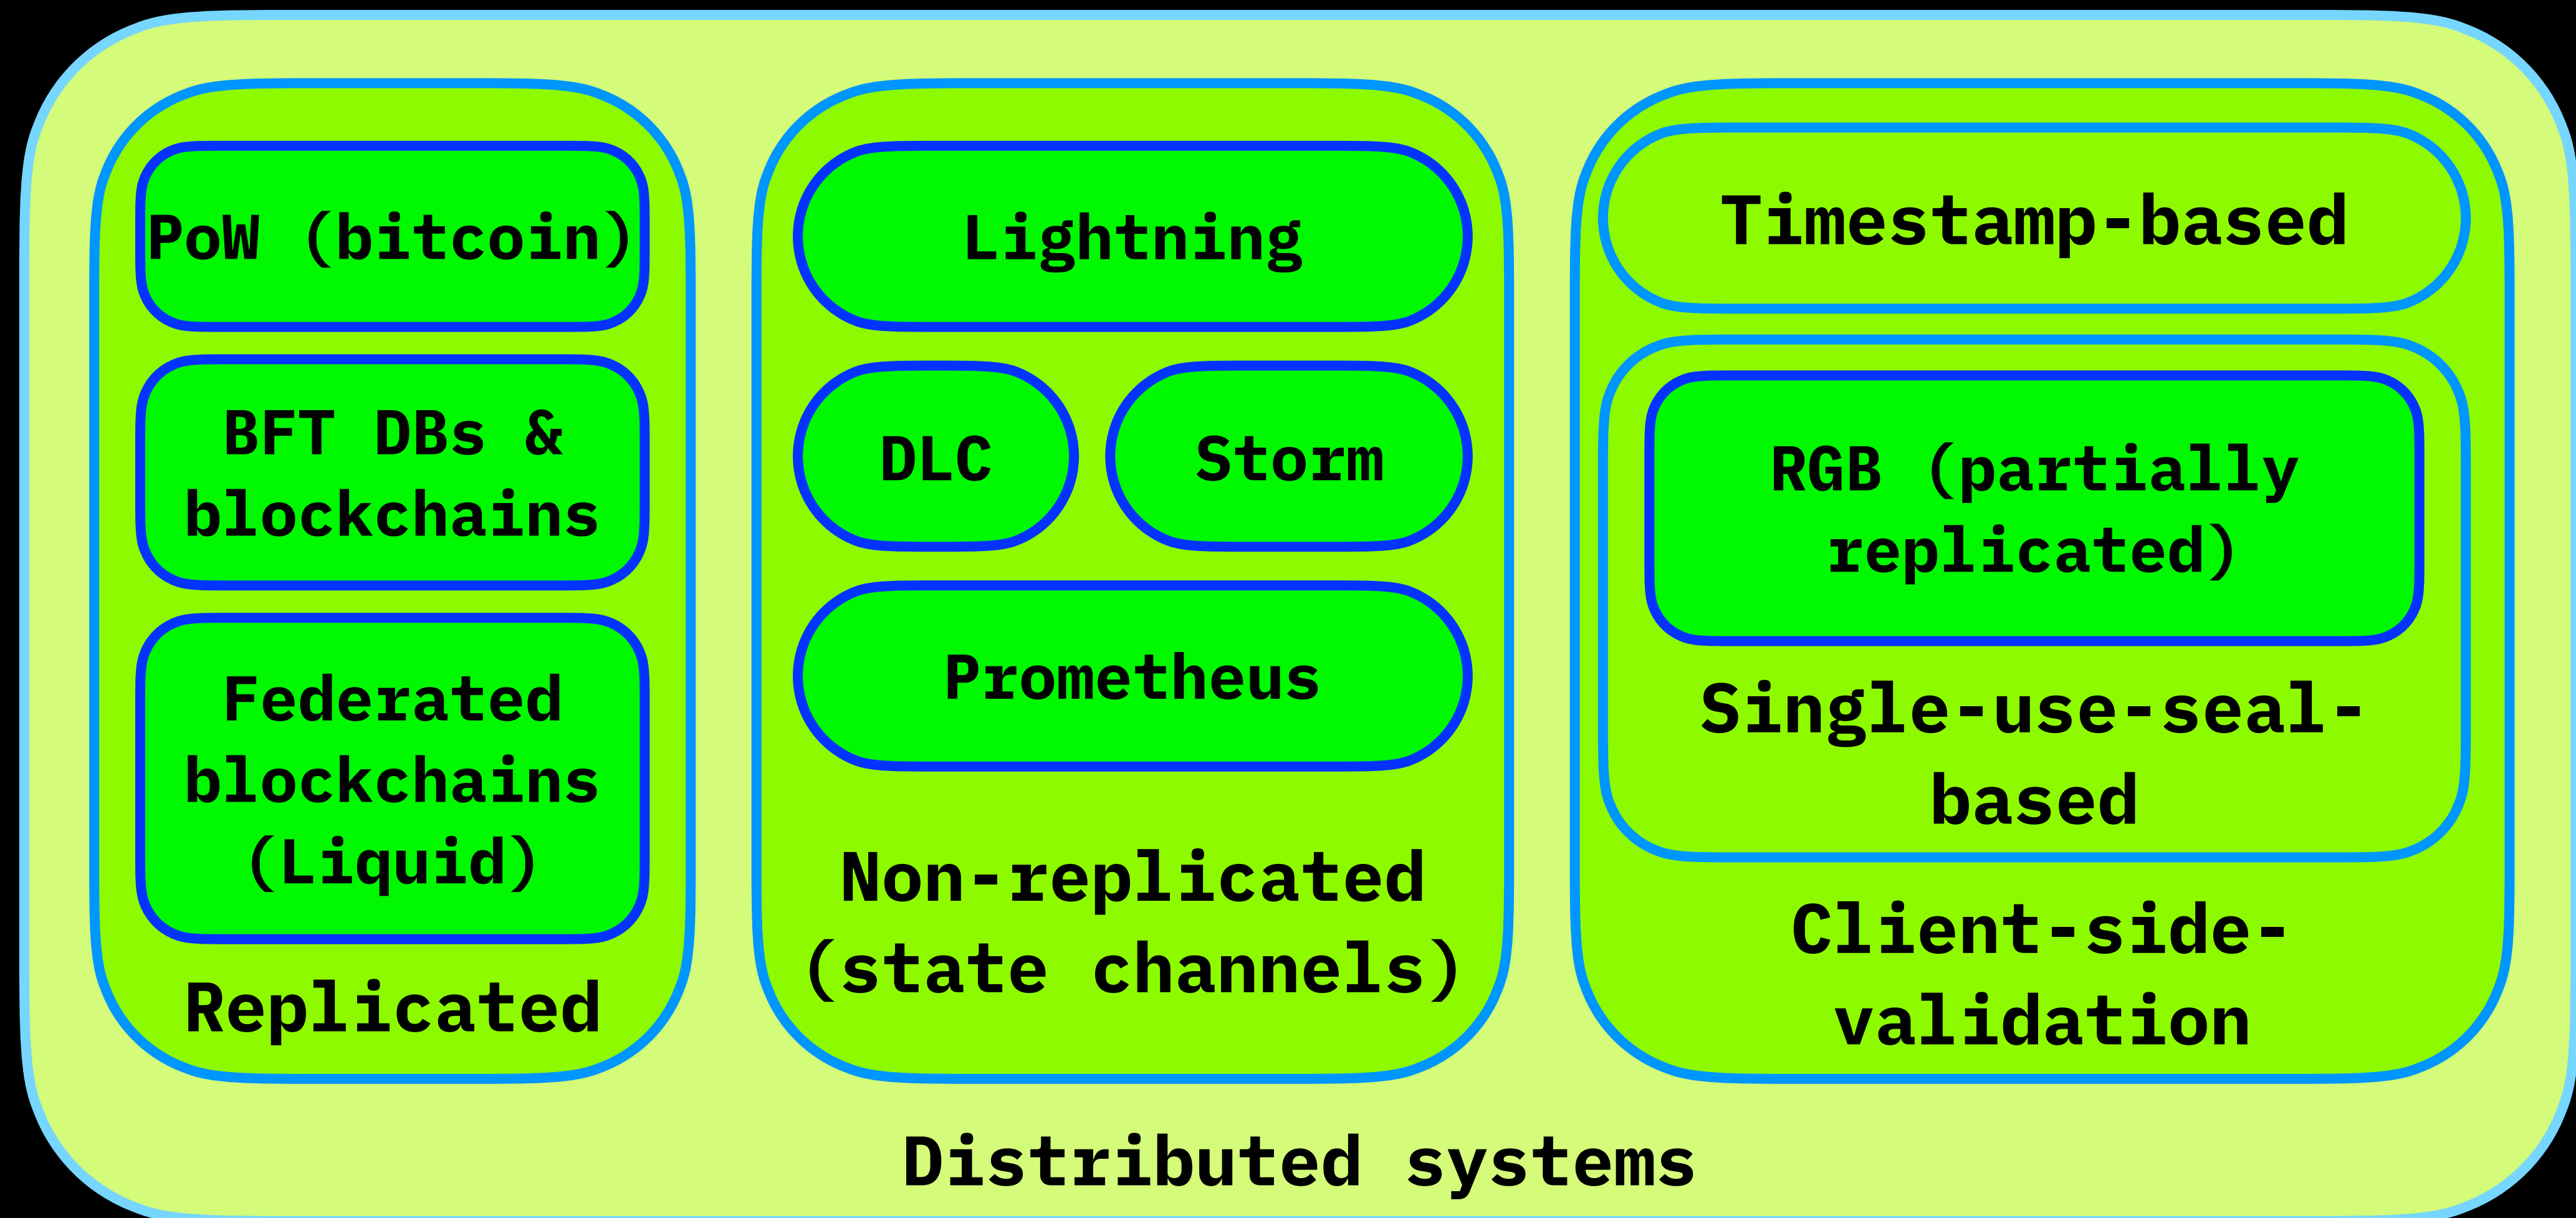 PoW (bitcoin)
BFT DBs &
blockchains
Federated
blockchains
(Liquid)
Replicated
Lightning
DLC
Storm
Prometheus
Non-replicated
(state channels)
Timestamp-based
RGB (partially
replicated)
Single-use-seal-
based
Client-side-
validation
Distributed systems